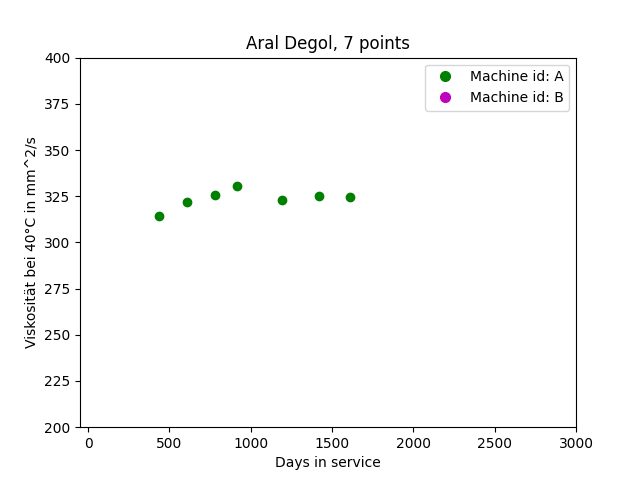 Aral Degol, 7 points
Machine id: A
Machine id: B
Viskosität bei 40°C in mm^2/s
400
375
350
325
300
275
250
225
200
0 500 1000 1500 2000 2500 3000
Days in service